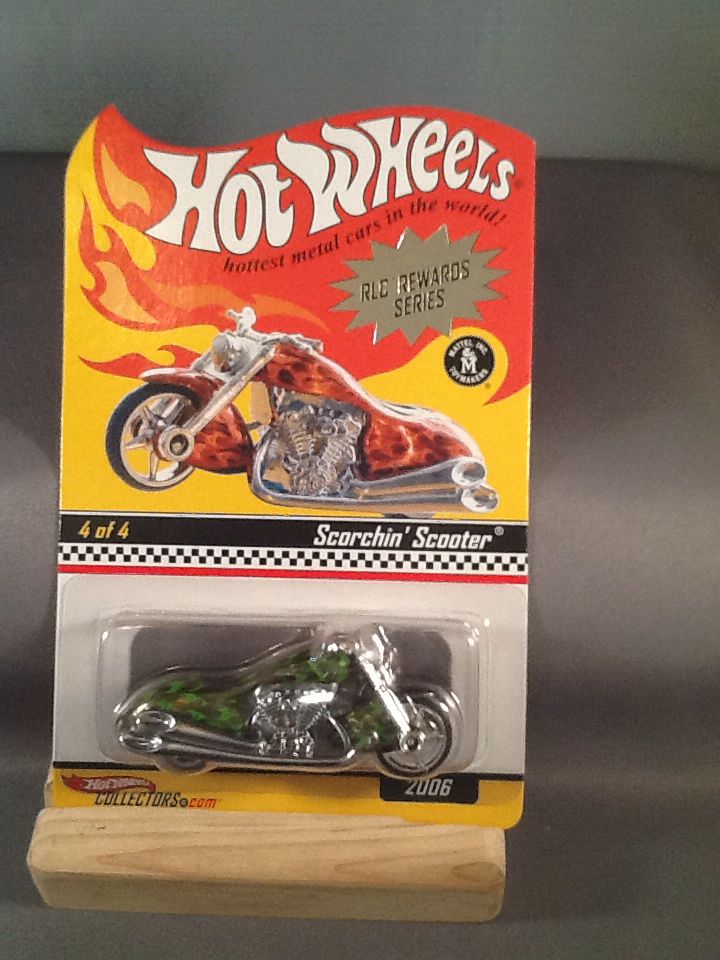 Hot Wheels
hottest metal cars in the world!
RLC REWARDS
SERIES
MATTEL, INC.
M
TOYMAKERS
4 of 4
Scorchin' Scooter®
Hot Wheels
COLLECTORS.com
2006